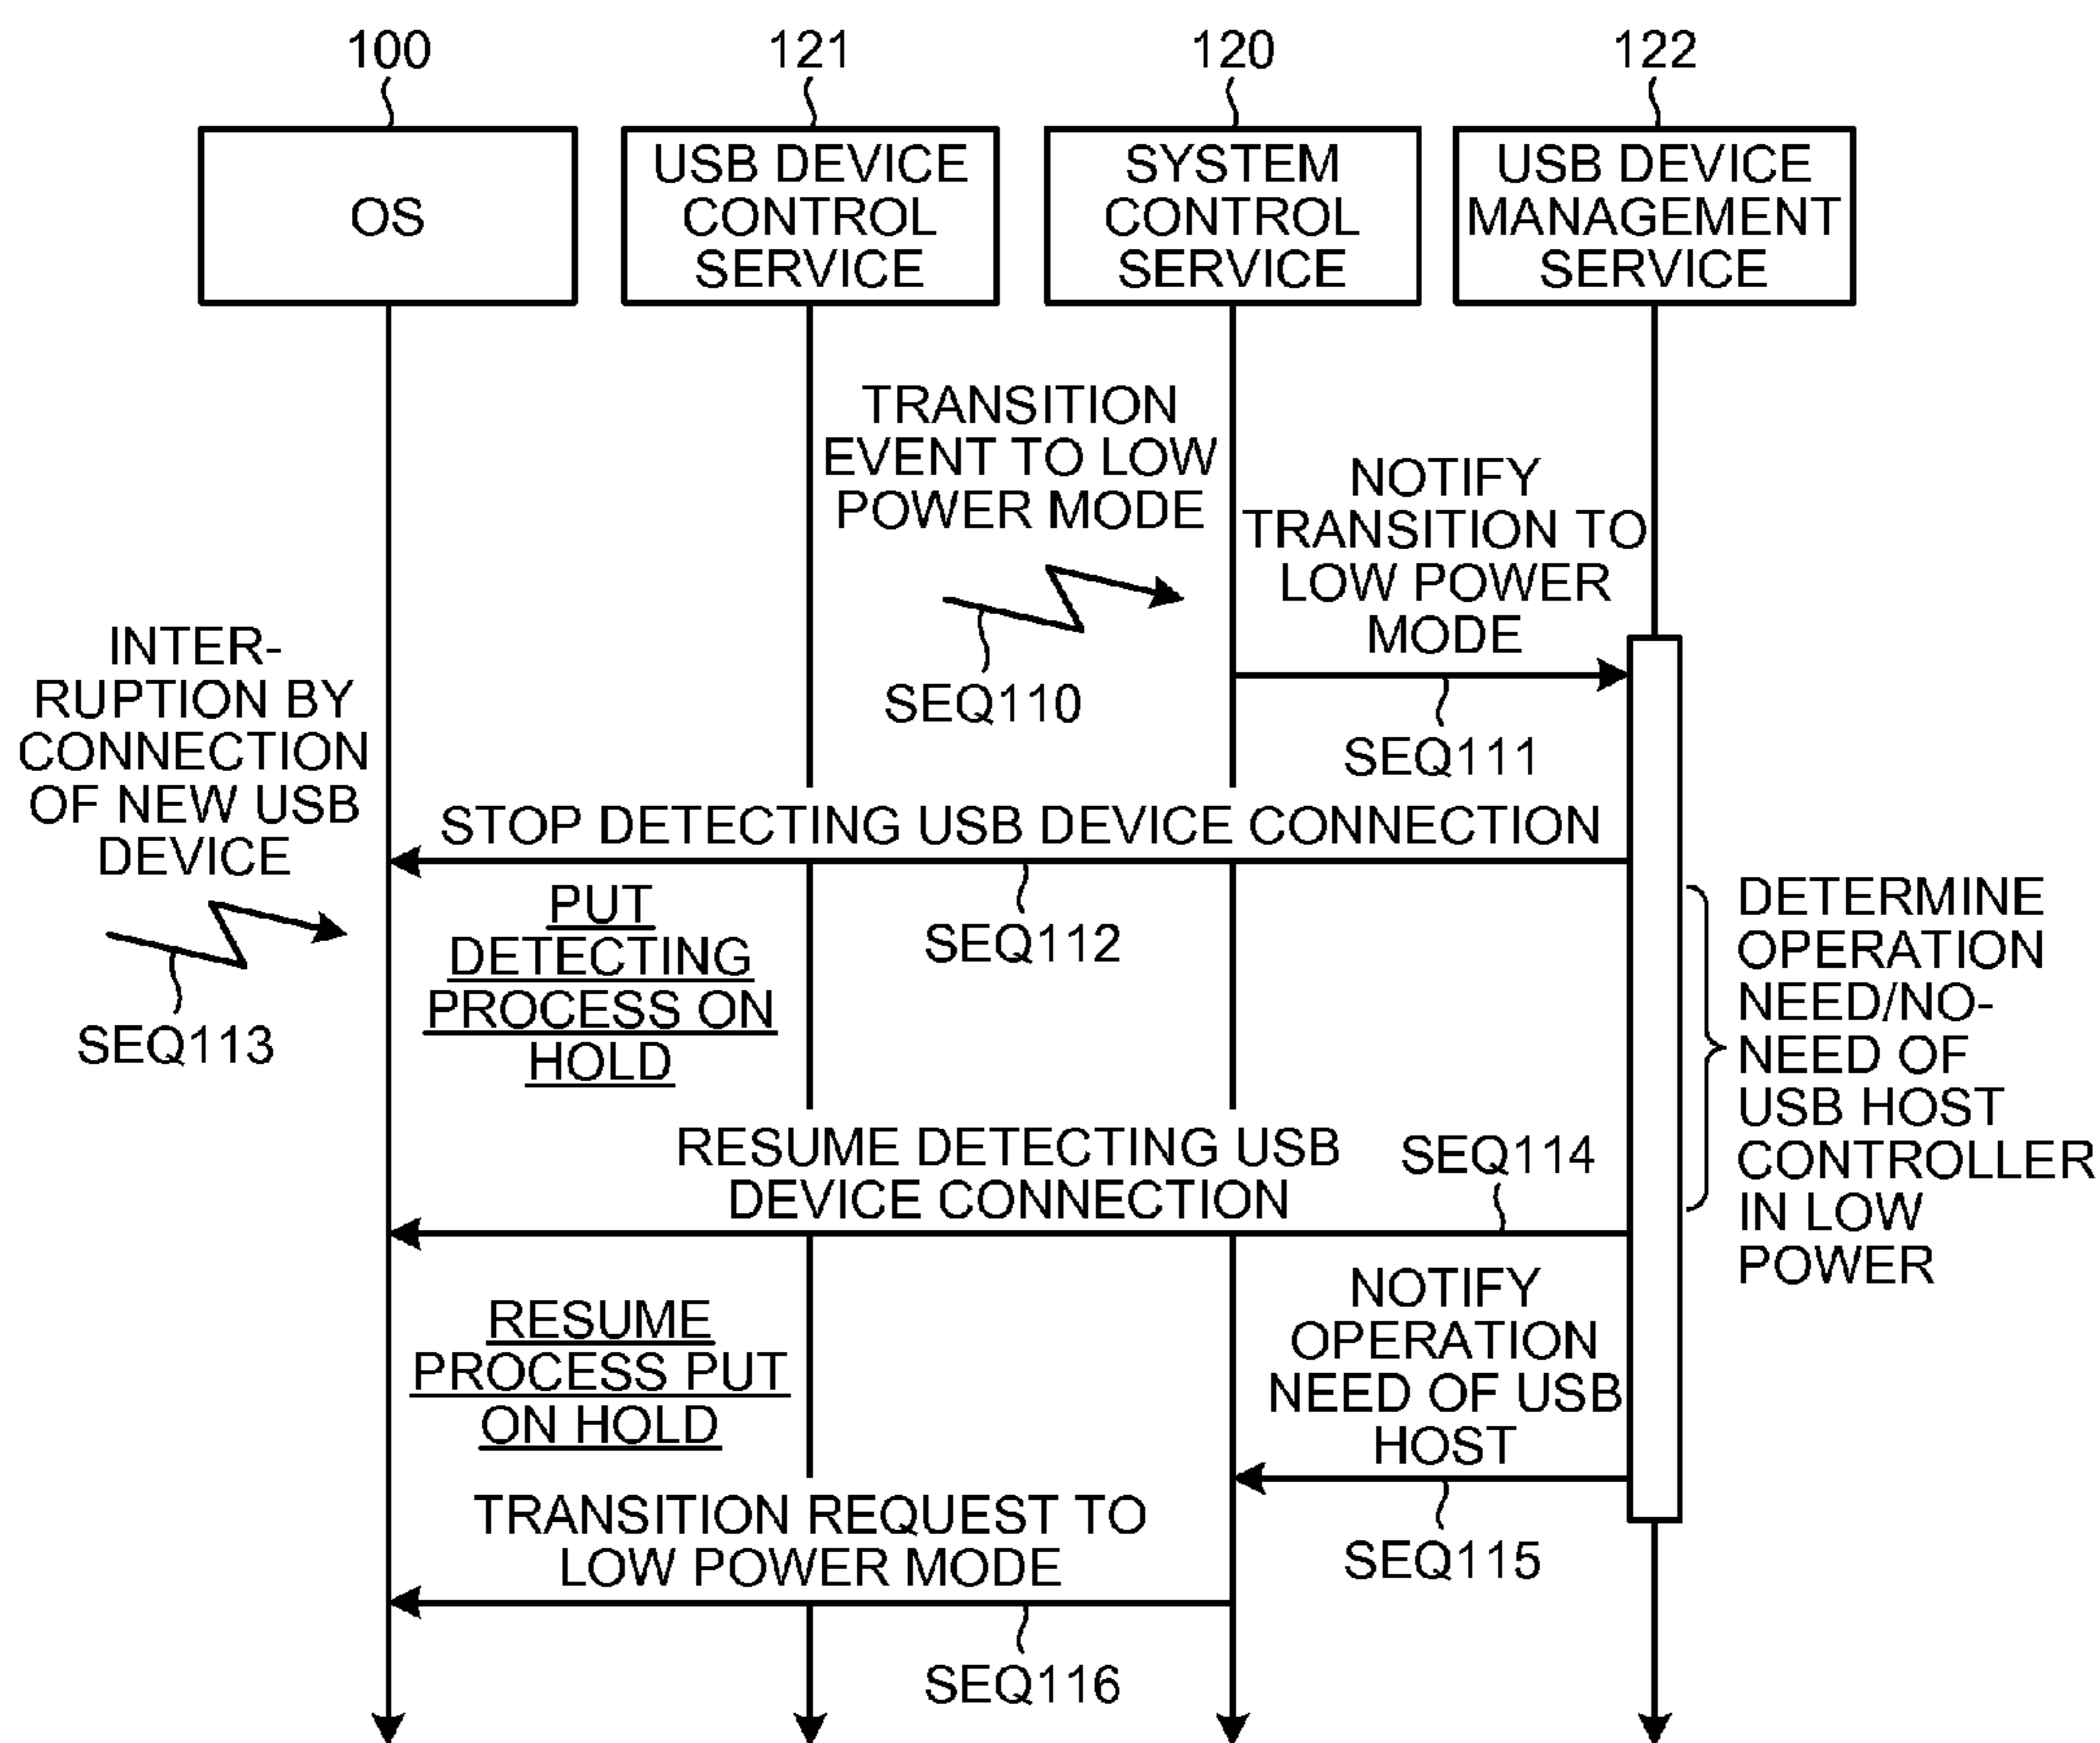 100
121
120
122
OS
USB DEVICE
CONTROL
SERVICE
SYSTEM
CONTROL
SERVICE
USB DEVICE
MANAGEMENT
SERVICE
TRANSITION
EVENT TO LOW
POWER MODE
SEQ110
NOTIFY
TRANSITION TO
LOW POWER
MODE
SEQ111
INTER-
RUPTION BY
CONNECTION
OF NEW USB
DEVICE
SEQ113
STOP DETECTING USB DEVICE CONNECTION
SEQ112
PUT
DETECTING
PROCESS ON
HOLD
DETERMINE
OPERATION
NEED/NO-
NEED OF
USB HOST
CONTROLLER
IN LOW
POWER
RESUME DETECTING USB
DEVICE CONNECTION
SEQ114
RESUME
PROCESS PUT
ON HOLD
NOTIFY
OPERATION
NEED OF USB
HOST
SEQ115
TRANSITION REQUEST TO
LOW POWER MODE
SEQ116